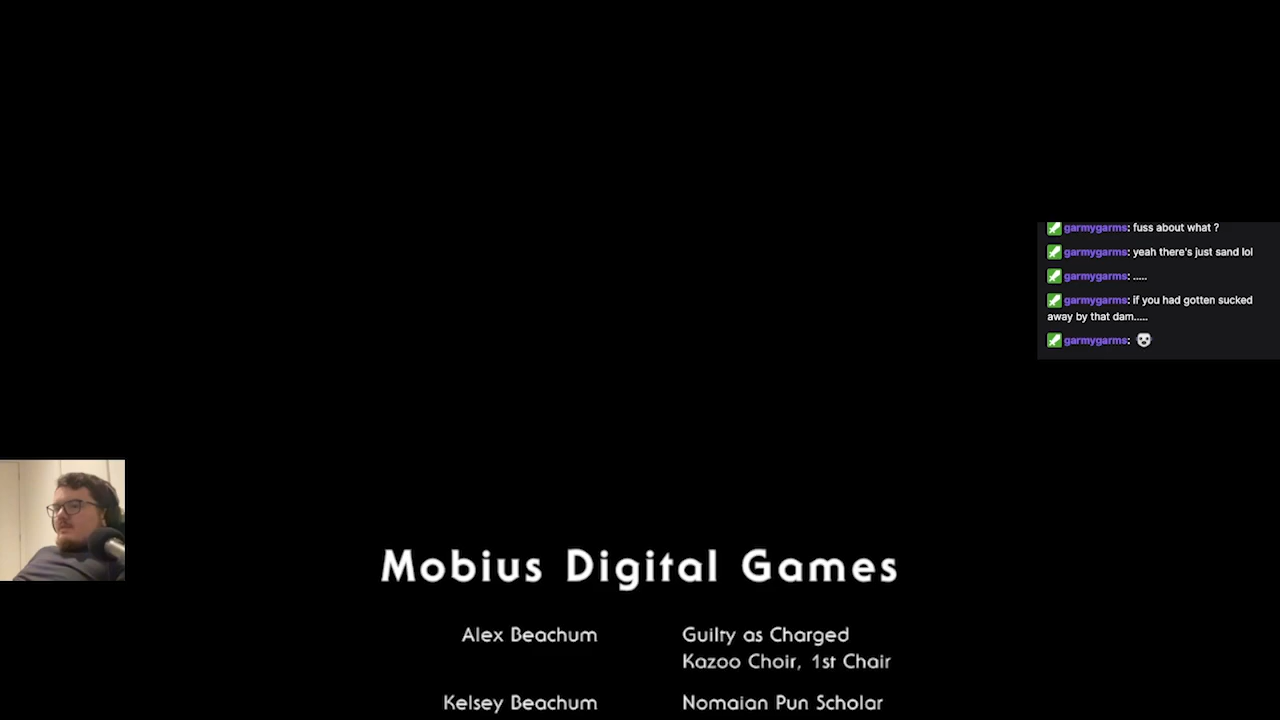 garmygarms: fuss about what ?
garmygarms: yeah there's just sand lol
garmygarms: .....
garmygarms: if you had gotten sucked
away by that dam.....
garmygarms:
Mobius Digital Games
Alex Beachum Guilty as Charged
Kazoo Choir, 1st Chair
Kelsey Beachum Nomaian Pun Scholar